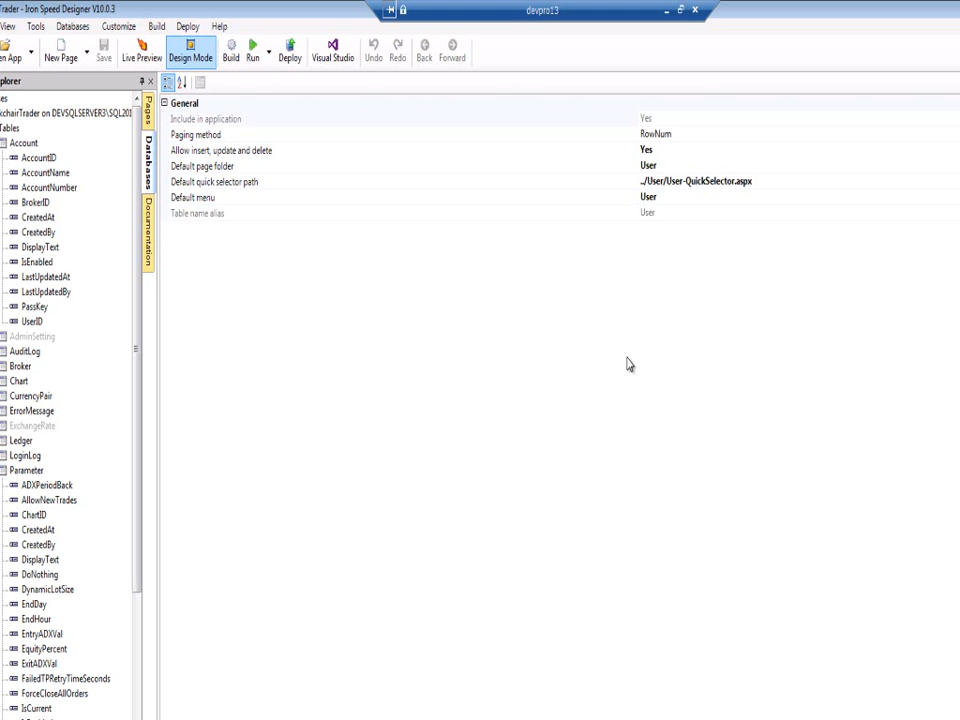 Trader - Iron Speed Designer V10.0.3
devpro13
View Tools Databases Customize Build Deploy Help
en App New Page Save Live Preview Design Mode Build Run Deploy Visual Studio Undo Redo Back Forward
plorer
General
es
Include in application Yes
kchairTrader on DEVSQLSERVER3\SQL201
Paging method RowNum
Tables
Allow insert, update and delete Yes
Account
Default page folder User
AccountID
Default quick selector path ../User/User-QuickSelector.aspx
AccountName
Default menu User
AccountNumber
Table name alias User
BrokerID
CreatedAt
CreatedBy
DisplayText
IsEnabled
LastUpdatedAt
LastUpdatedBy
PassKey
UserID
AdminSetting
AuditLog
Broker
Chart
CurrencyPair
ErrorMessage
ExchangeRate
Ledger
LoginLog
Parameter
ADXPeriodBack
AllowNewTrades
ChartID
CreatedAt
CreatedBy
DisplayText
DoNothing
DynamicLotSize
EndDay
EndHour
EntryADXVal
EquityPercent
ExitADXVal
FailedTPRetryTimeSeconds
ForceCloseAllOrders
IsCurrent
Pages
Databases
Documentation